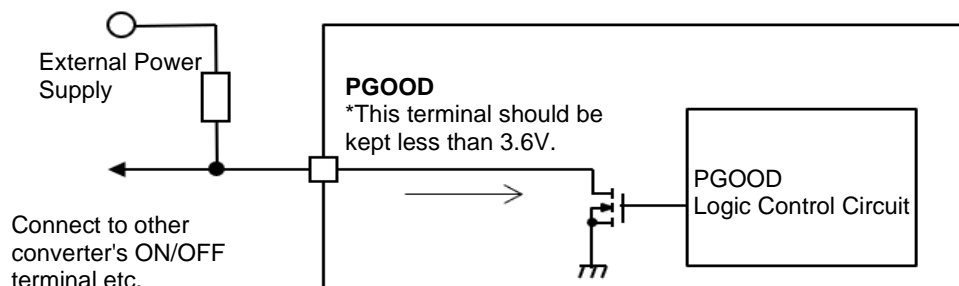 External Power
Supply
PGOOD
*This terminal should be
kept less than 3.6V.
PGOOD
Logic Control Circuit
Connect to other
converter's ON/OFF
terminal etc.